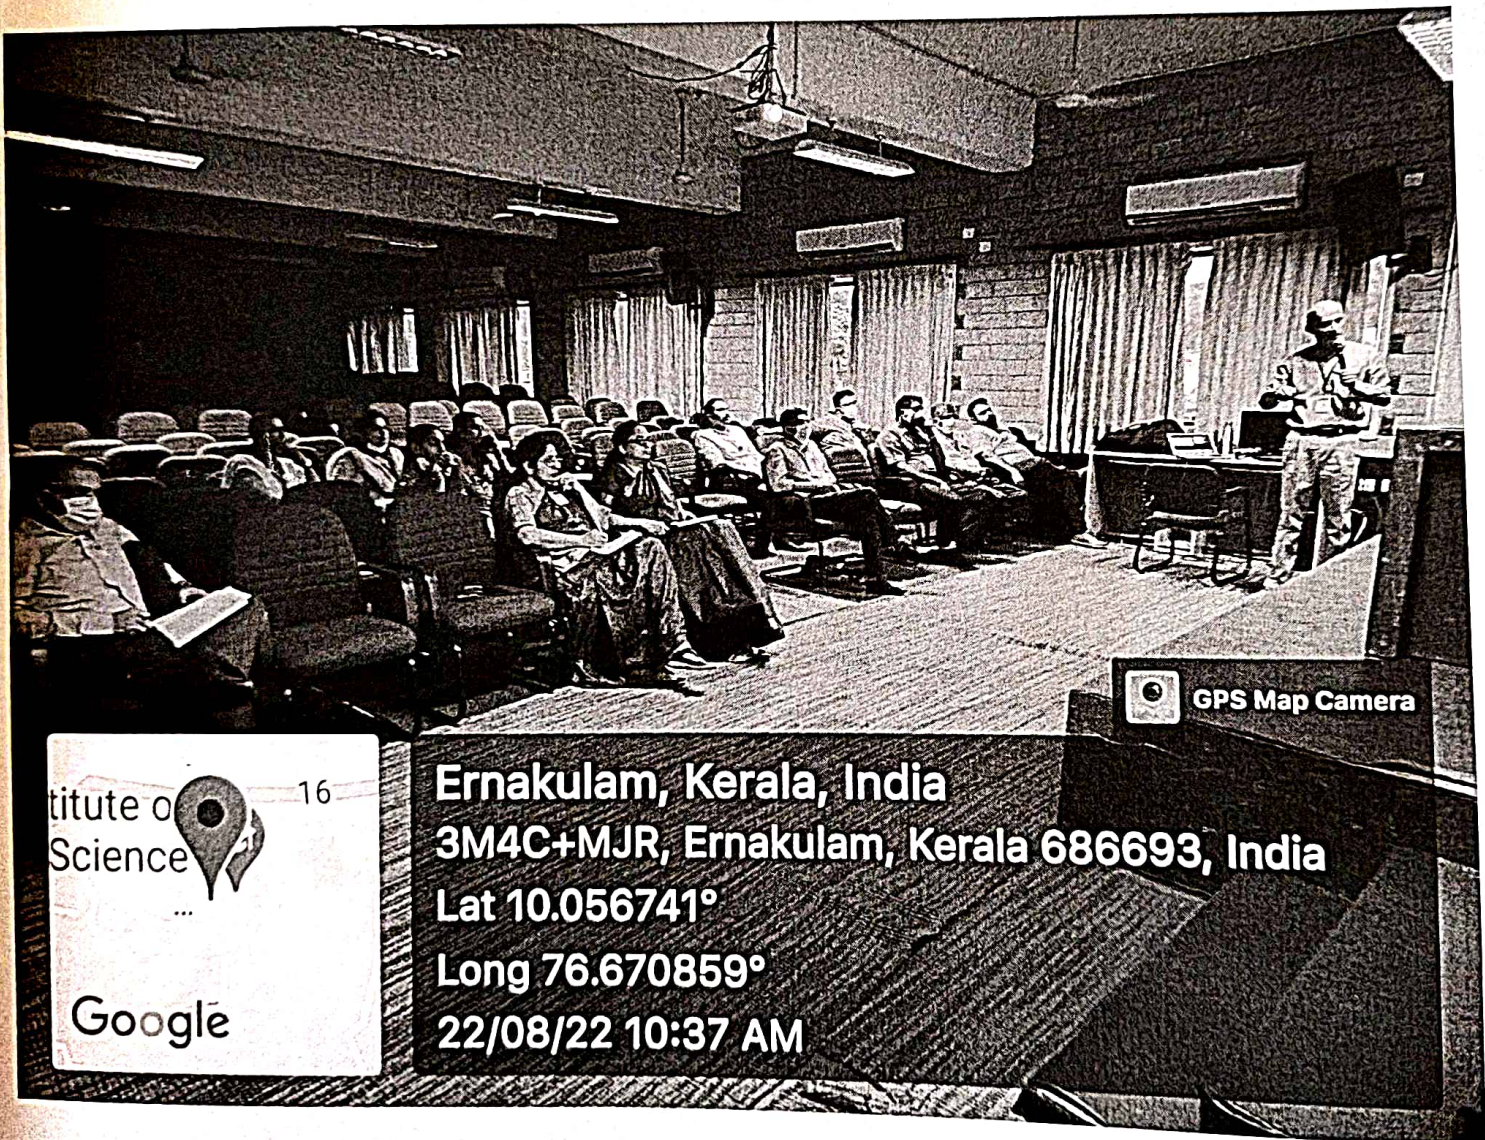 GPS Map Camera
titute o
16
Science
...
Google
Ernakulam, Kerala, India
3M4C+MJR, Ernakulam, Kerala 686693, India
Lat 10.056741°
Long 76.670859°
22/08/22 10:37 AM